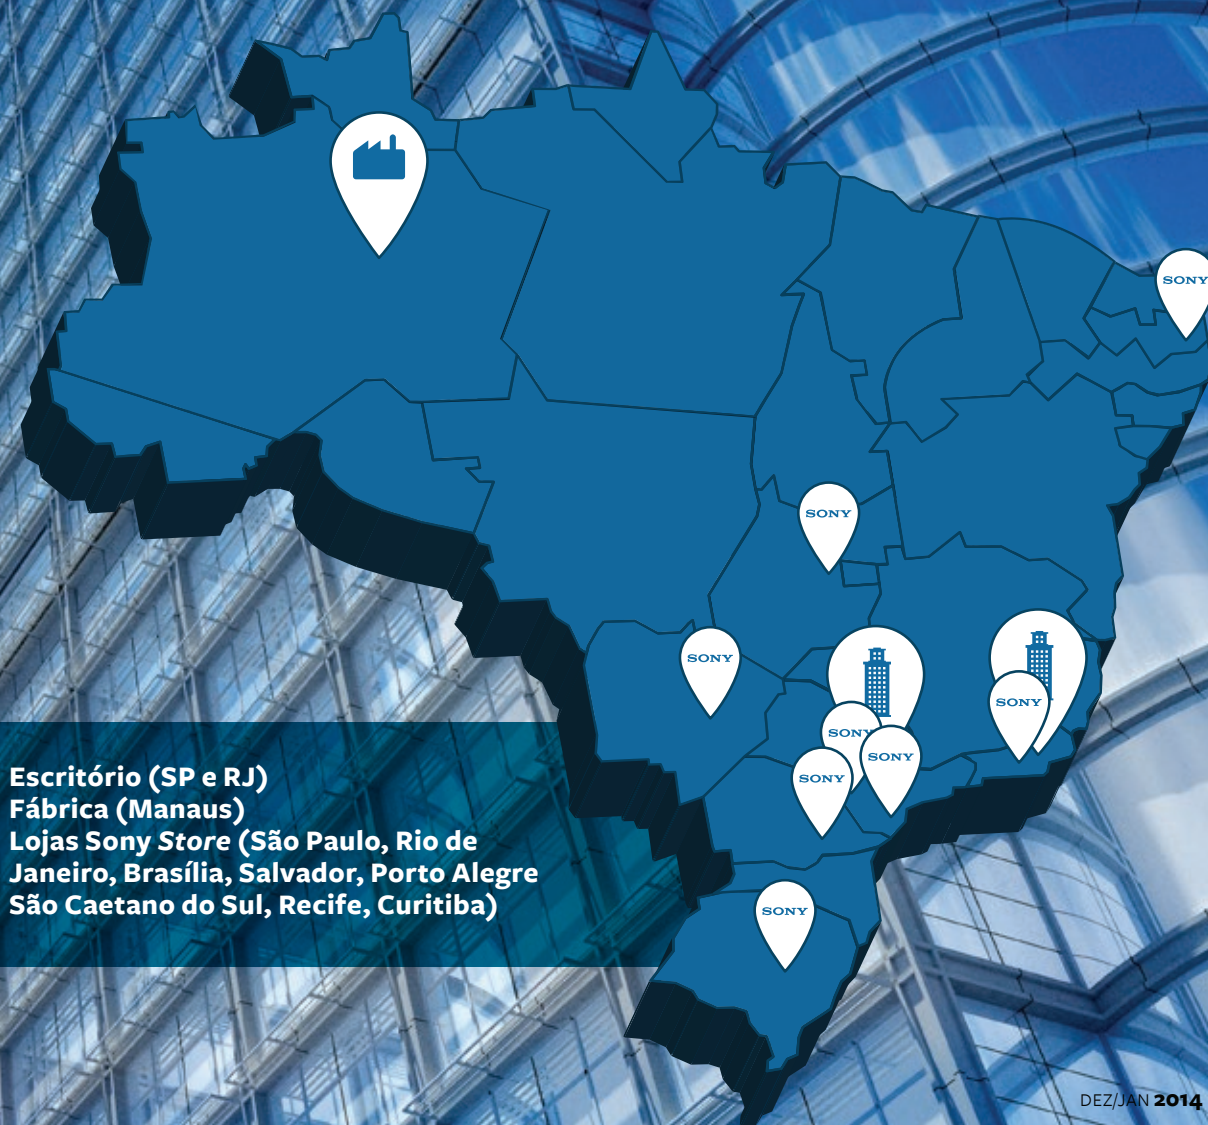 SONY
SONY
SONY
SONY
SONY
SONY
SONY
SONY
Escritório (SP e RJ)
Fábrica (Manaus)
Lojas Sony Store (São Paulo, Rio de
Janeiro, Brasília, Salvador, Porto Alegre
São Caetano do Sul, Recife, Curitiba)
DEZ/JAN 2014